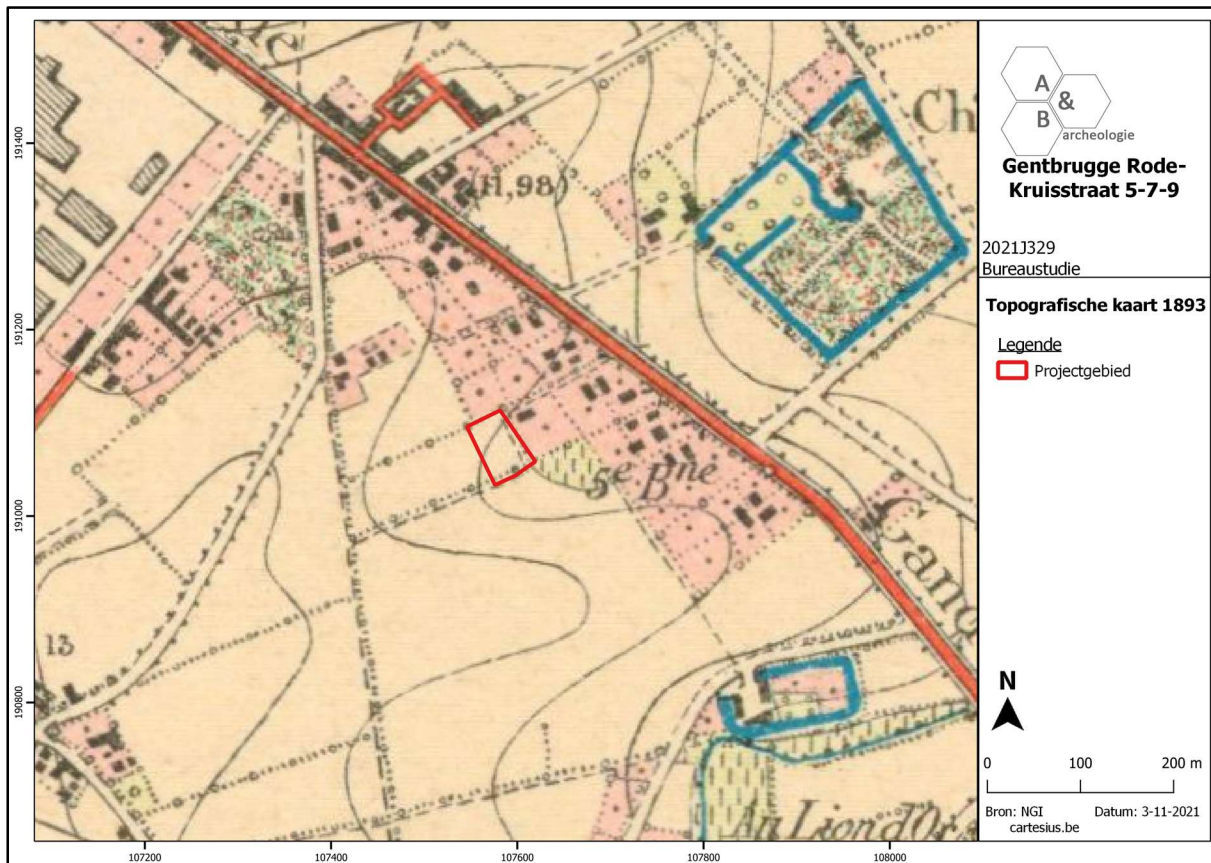 (H,98)
Ch
5e Bne
13
Au Lion d'Or
191400
191200
191000
190800
107200
107400
107600
107800
108000
A
&
B
archeologie
Gentbrugge Rode-
Kruisstraat 5-7-9
2021J329
Bureaustudie
Topografische kaart 1893
Legende
Projectgebied
N
0 100 200 m
Bron: NGI Datum: 3-11-2021
cartesius.be